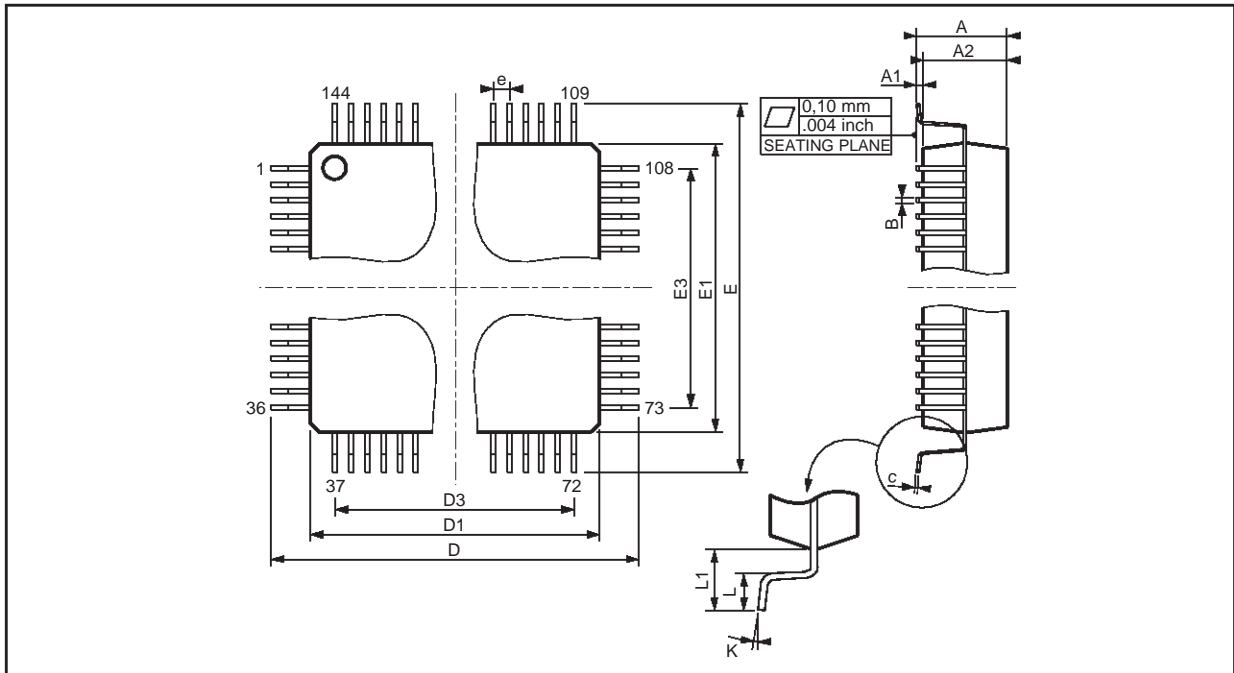 A
A2
A1
e
144
109
0,10 mm
.004 inch
SEATING PLANE
1
108
B
E3
E1
E
36
73
37
72
D3
D1
D
c
L1
L
K